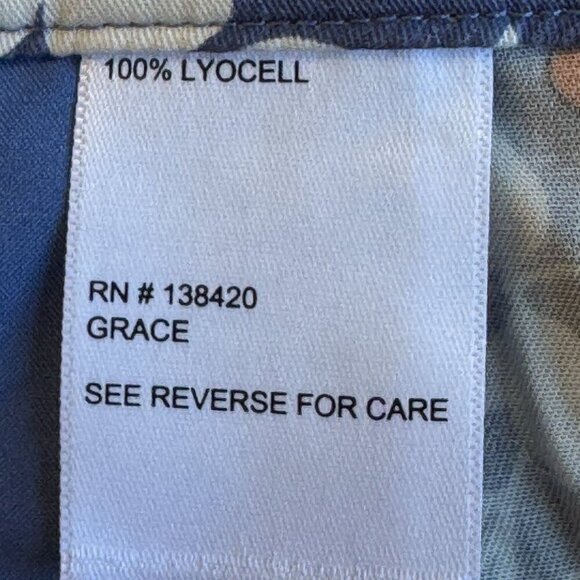 100% LYOCELL
RN # 138420
GRACE
SEE REVERSE FOR CARE